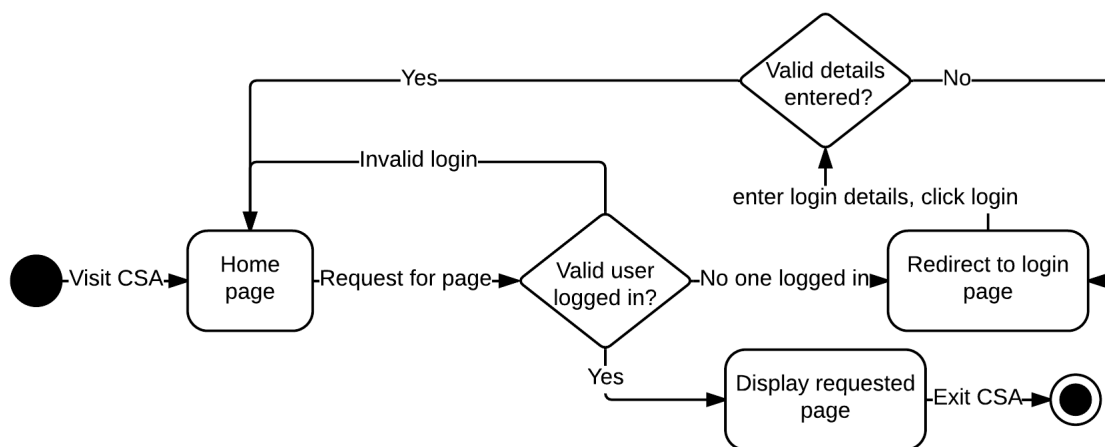 Valid details
entered?
Yes
No
Invalid login
enter login details, click login
Visit CSA
Home
page
Request for page
Valid user
logged in?
No one logged in
Redirect to login
page
Yes
Display requested
page
Exit CSA